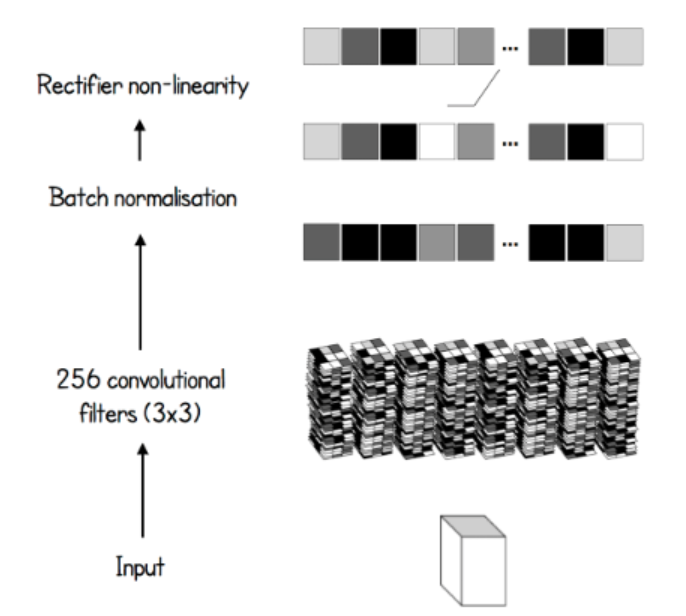 Rectifier non-linearity
Batch normalisation
256 convolutional
filters (3x3)
Input
...
...
...